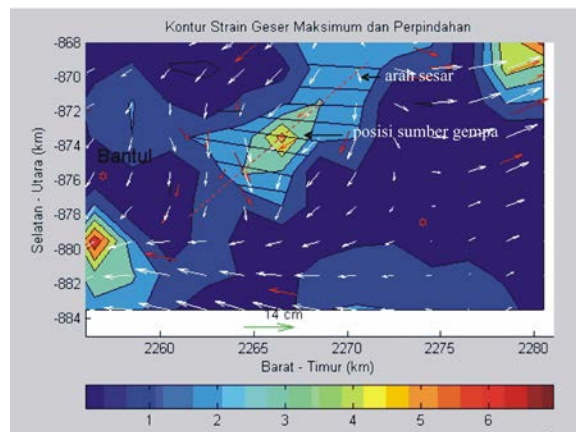 Kontur Strain Geser Maksimum dan Perpindahan
-868
-870
-872
-874
-876
-878
-880
-882
-884
Selatan - Utara (km)
arah sesar
posisi sumber gempa
Bantul
14 cm
2260 2265 2270 2275 2280
Barat - Timur (km)
1 2 3 4 5 6